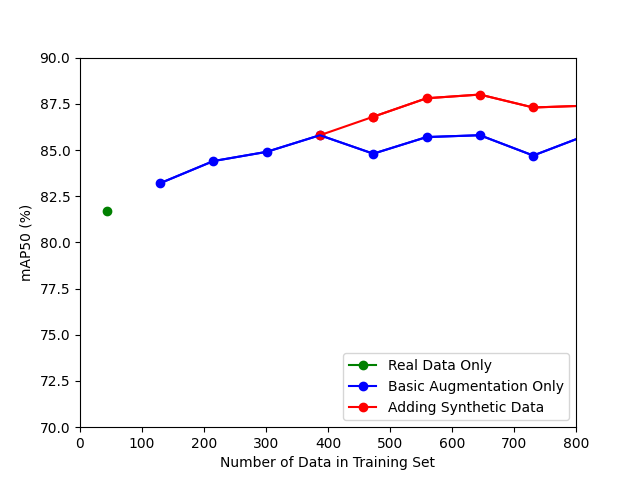 90.0
87.5
85.0
82.5
80.0
77.5
75.0
72.5
70.0
mAP50 (%)
Real Data Only
Basic Augmentation Only
Adding Synthetic Data
0 100 200 300 400 500 600 700 800
Number of Data in Training Set